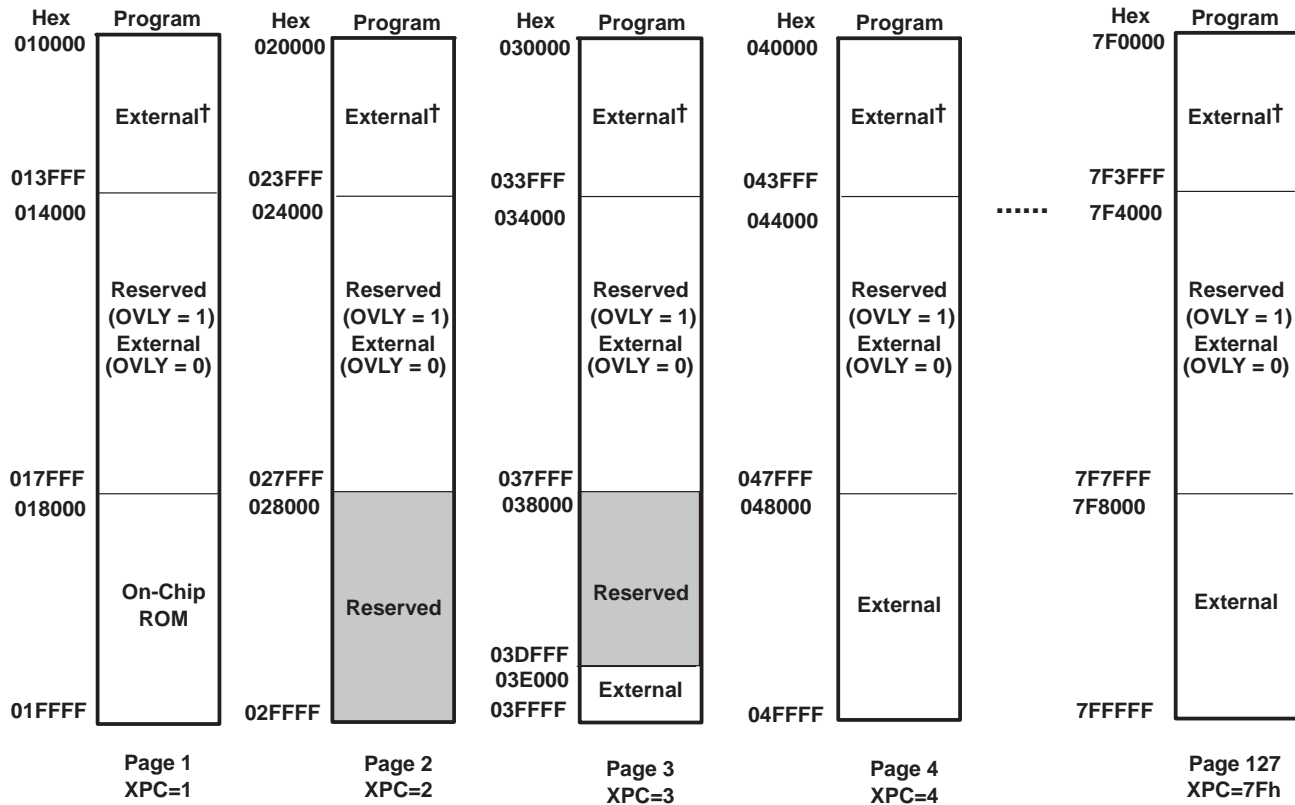 Hex Program
010000
External†
013FFF
014000
Reserved
(OVLY = 1)
External
(OVLY = 0)
017FFF
018000
On-Chip
ROM
01FFFF
Page 1
XPC=1
Hex Program
020000
External†
023FFF
024000
Reserved
(OVLY = 1)
External
(OVLY = 0)
027FFF
028000
Reserved
02FFFF
Page 2
XPC=2
Hex Program
030000
External†
033FFF
034000
Reserved
(OVLY = 1)
External
(OVLY = 0)
037FFF
038000
Reserved
03DFFF
03E000
External
03FFFF
Page 3
XPC=3
Hex Program
040000
External†
043FFF
044000
Reserved
(OVLY = 1)
External
(OVLY = 0)
047FFF
048000
External
04FFFF
Page 4
XPC=4
......
Hex Program
7F0000
External†
7F3FFF
7F4000
Reserved
(OVLY = 1)
External
(OVLY = 0)
7F7FFF
7F8000
External
7FFFFF
Page 127
XPC=7Fh